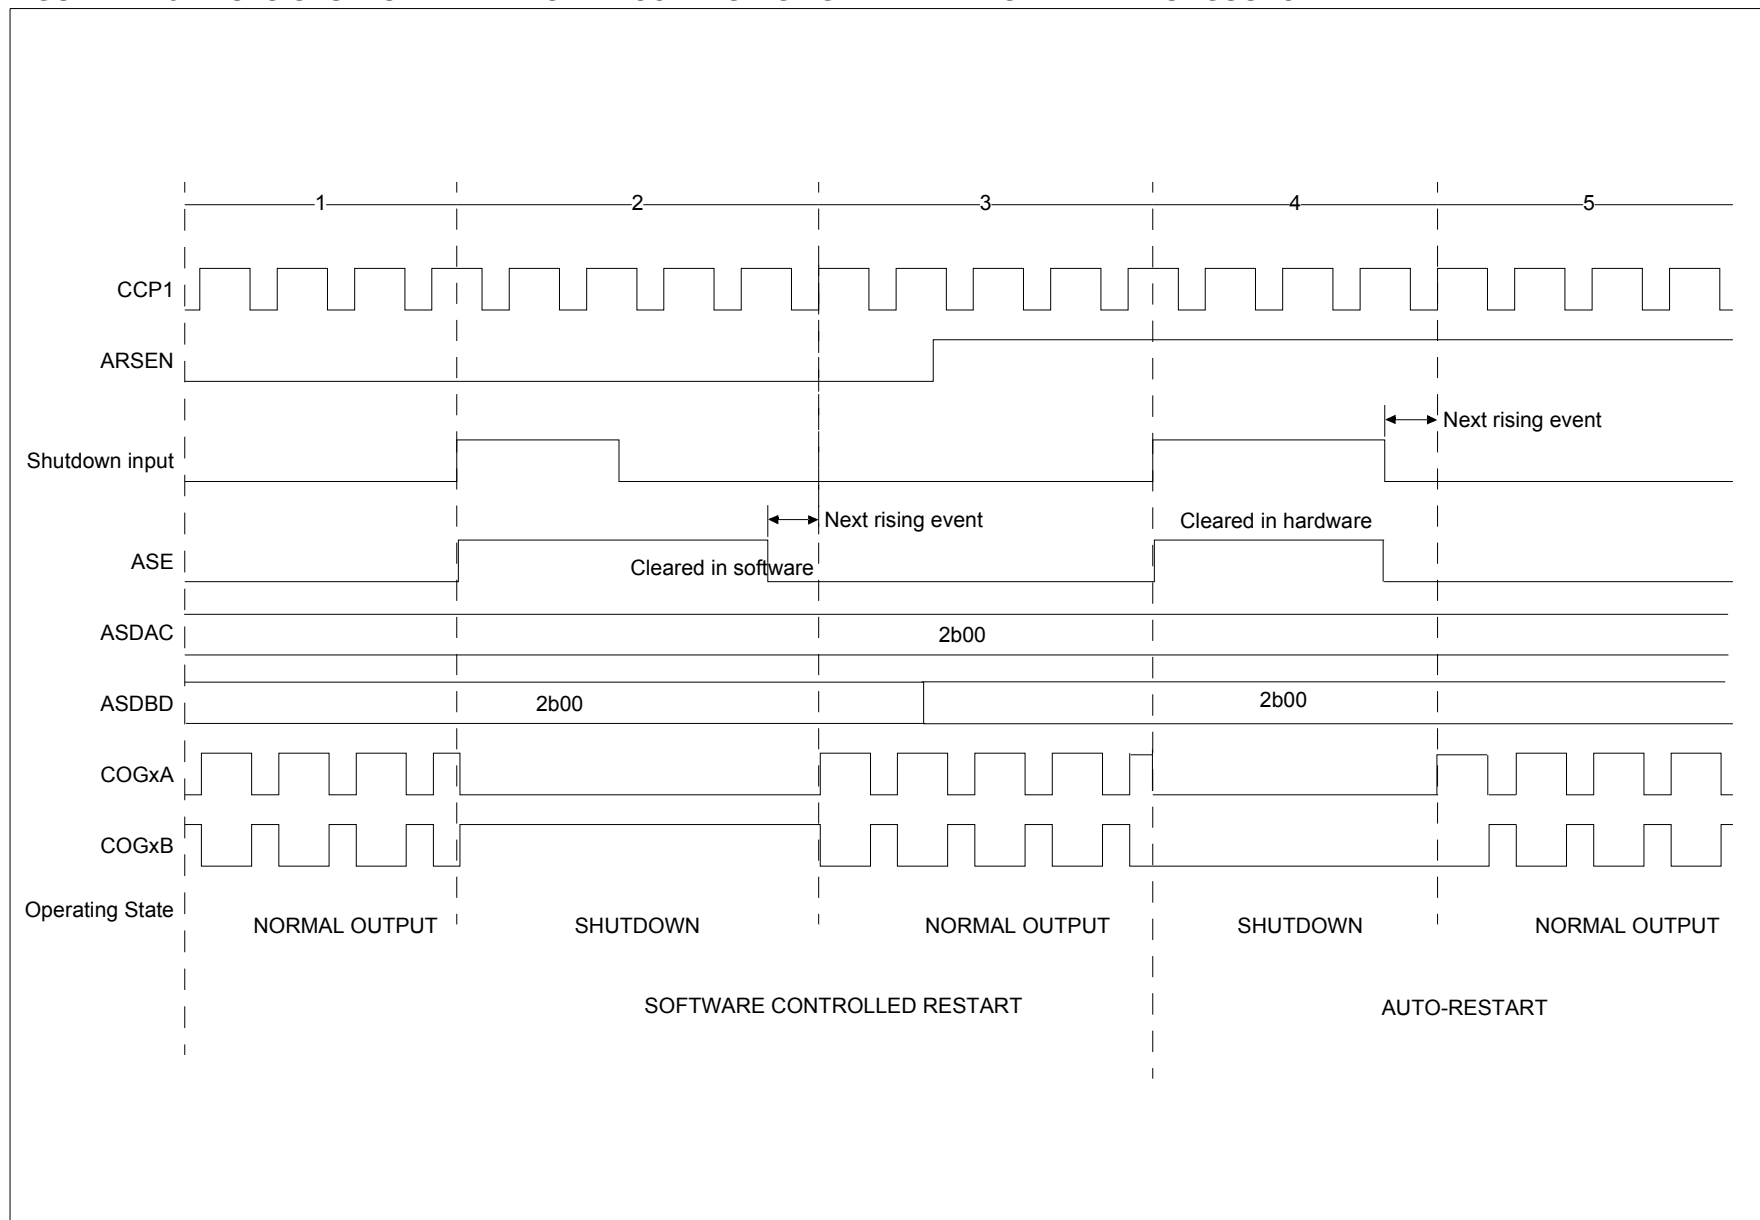 1 2 3 4 5
CCP1
ARSEN
Next rising event
Shutdown input
Next rising event
Cleared in hardware
ASE
Cleared in software
ASDAC
2b00
ASDBD
2b00 2b00
COGxA
COGxB
Operating State
NORMAL OUTPUT SHUTDOWN NORMAL OUTPUT SHUTDOWN NORMAL OUTPUT
SOFTWARE CONTROLLED RESTART AUTO-RESTART